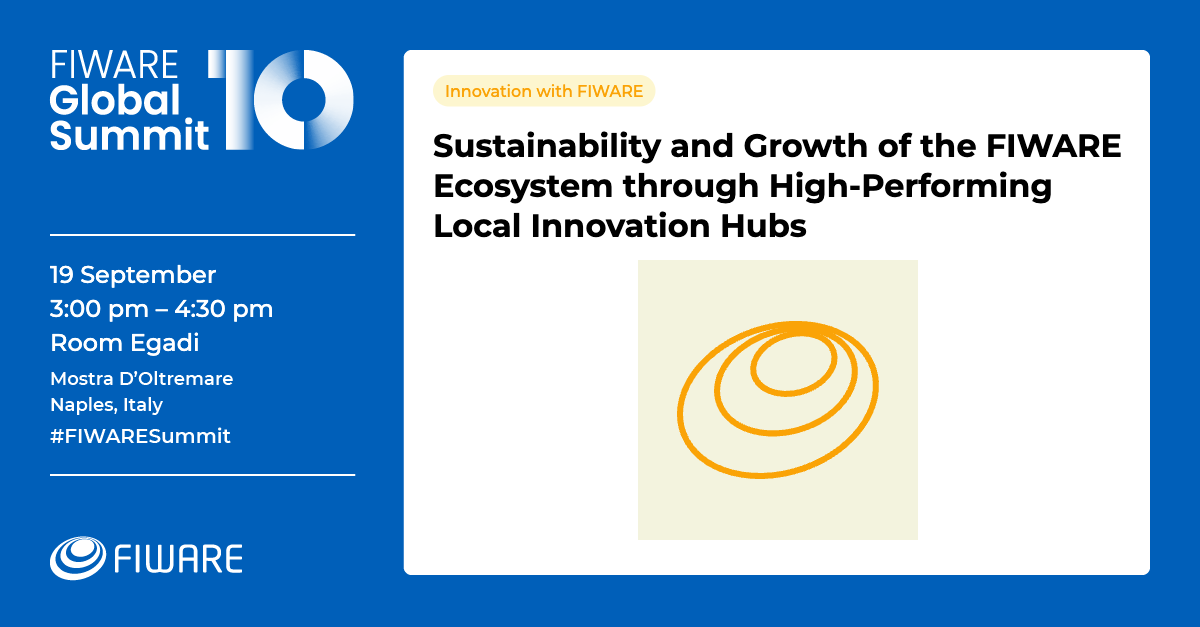 FIWARE
Global
Summit
10
19 September
3:00 pm – 4:30 pm
Room Egadi
Mostra D’Oltremare
Naples, Italy
#FIWARESummit
FIWARE
Innovation with FIWARE
Sustainability and Growth of the FIWARE
Ecosystem through High-Performing
Local Innovation Hubs